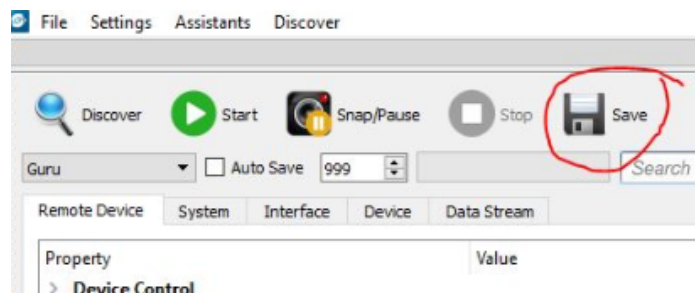 File Settings Assistants Discover
Discover Start Snap/Pause Stop Save
Guru Auto Save 999 Search
Remote Device System Interface Device Data Stream
Property Value
> Device Control